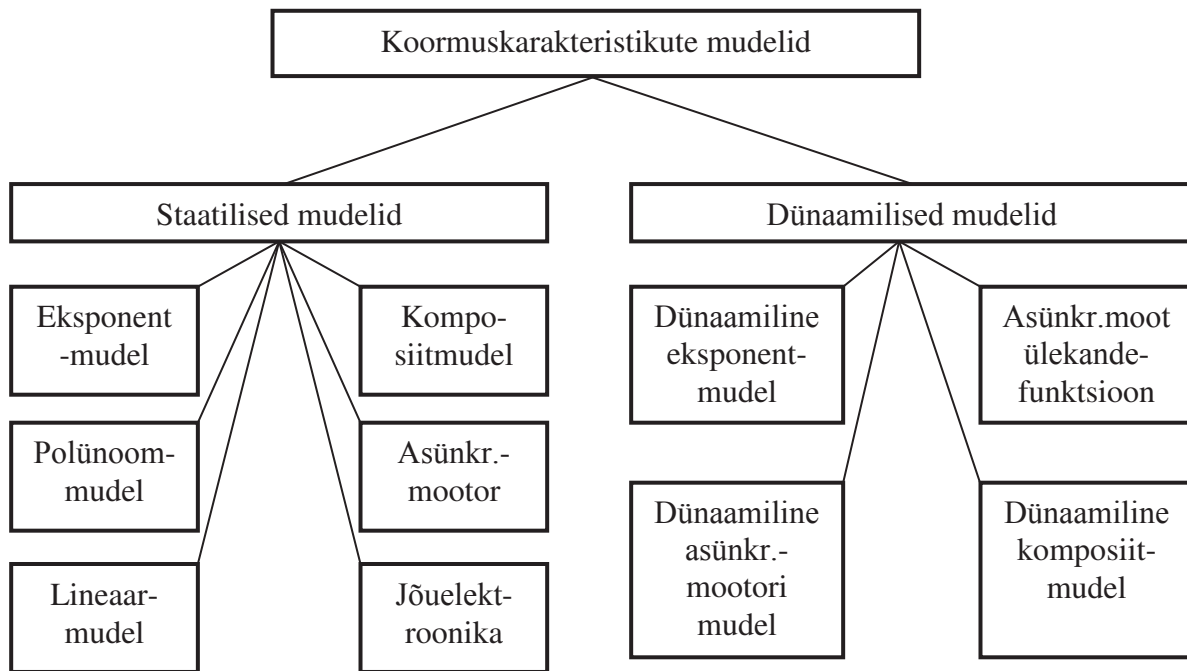 Koormuskarakteristikute mudelid
Staatilised mudelid
Dünaamilised mudelid
Eksponent
-mudel
Kompo-
siitmudel
Dünaamiline
eksponent-
mudel
Asünkr.moot
ülekande-
funktsioon
Polünoom-
mudel
Asünkr.-
mootor
Dünaamiline
asünkr.-
mootori
mudel
Dünaamiline
komposiit-
mudel
Lineaar-
mudel
Jõuelekt-
roonika